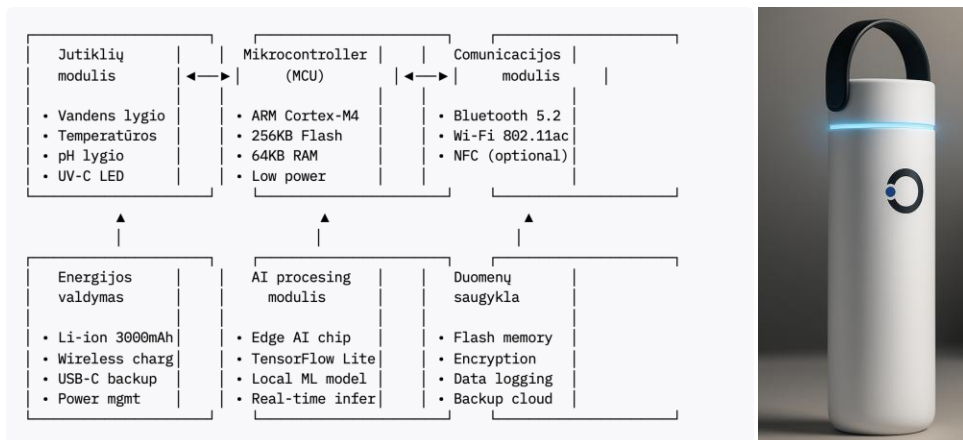 Jutiklių
modulis
• Vandens lygio
• Temperatūros
• pH lygio
• UV-C LED
Mikrocontroller
(MCU)
• ARM Cortex-M4
• 256KB Flash
• 64KB RAM
• Low power
Comunicacijos
modulis
• Bluetooth 5.2
• Wi-Fi 802.11ac
• NFC (optional)
Energijos
valdymas
• Li-ion 3000mAh
• Wireless charg
• USB-C backup
• Power mgmt
AI procesing
modulis
• Edge AI chip
• TensorFlow Lite
• Local ML model
• Real-time infer
Duomenų
saugykla
• Flash memory
• Encryption
• Data logging
• Backup cloud